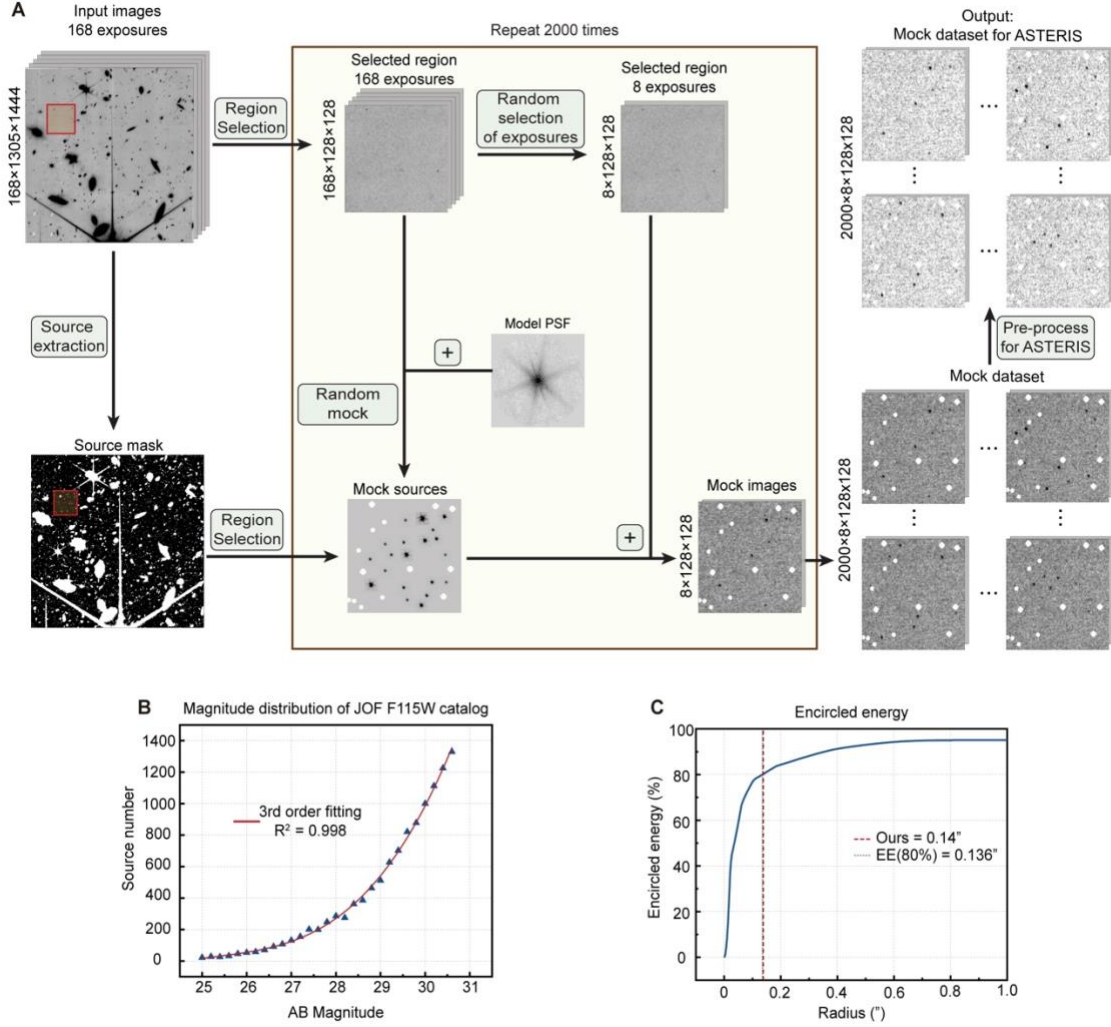 A
Input images
168 exposures
168×1305×1444
Region
Selection
Source
extraction
Source mask
Region
Selection
Repeat 2000 times
Selected region
168 exposures
168×128×128
Random
selection
of exposures
Selected region
8 exposures
8×128×128
Model PSF
+
Random
mock
Mock sources
+
Mock images
8×128×128
Output:
Mock dataset for ASTERIS
2000×8×128×128
...
⋮
⋮
...
Pre-process
for ASTERIS
Mock dataset
2000×8×128×128
...
⋮
⋮
...
B
Magnitude distribution of JOF F115W catalog
Source number
1400
1200
1000
800
600
400
200
0
3rd order fitting
R² = 0.998
25 26 27 28 29 30 31
AB Magnitude
C
Encircled energy
Encircled energy (%)
100
80
60
40
20
0
Ours = 0.14”
EE(80%) = 0.136”
0 0.2 0.4 0.6 0.8 1.0
Radius (”)